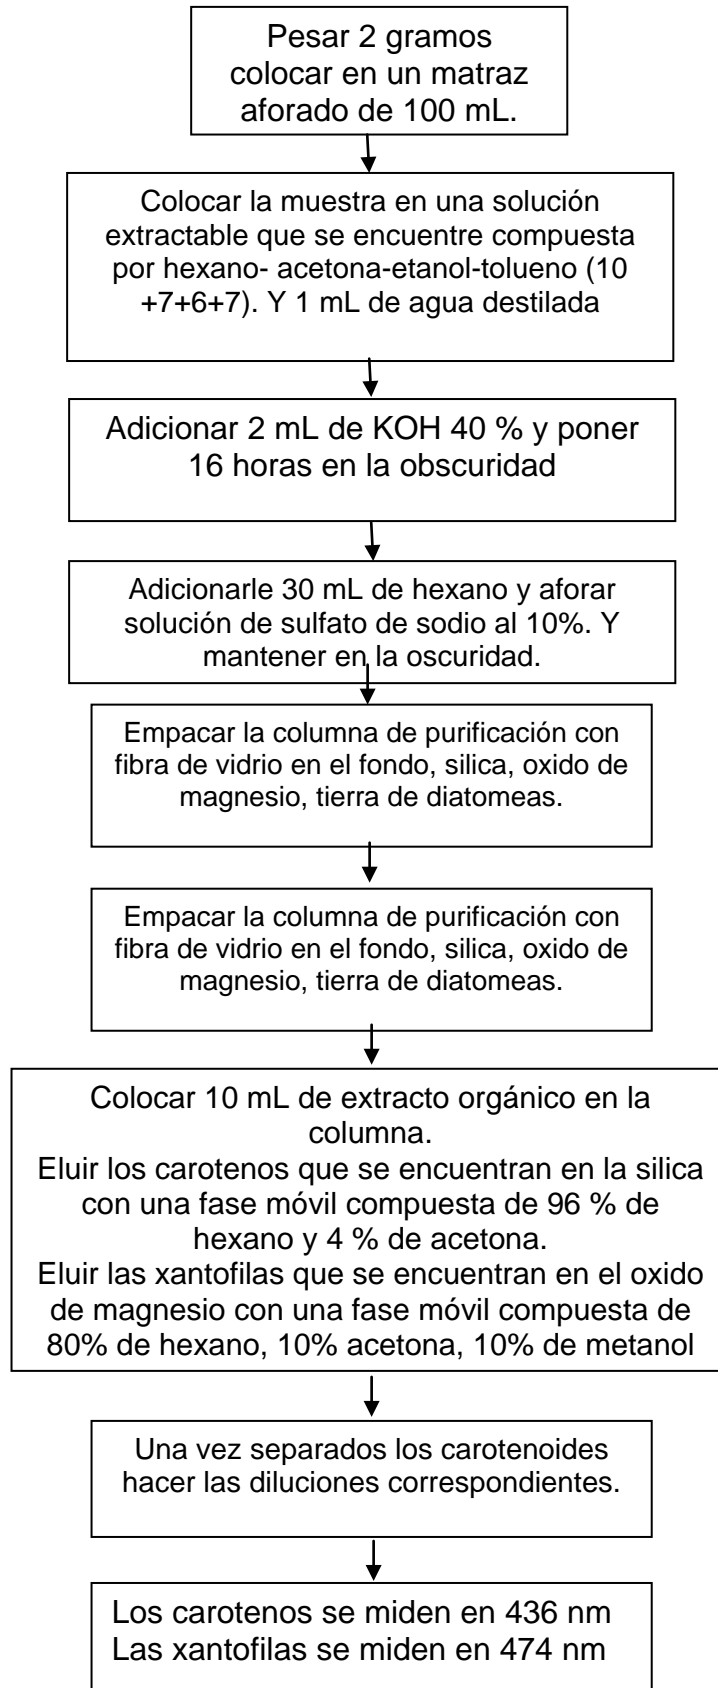 Pesar 2 gramos
colocar en un matraz
aforado de 100 mL.
Colocar la muestra en una solución
extractable que se encuentre compuesta
por hexano- acetona-etanol-tolueno (10
+7+6+7). Y 1 mL de agua destilada
Adicionar 2 mL de KOH 40 % y poner
16 horas en la obscuridad
Adicionarle 30 mL de hexano y aforar
solución de sulfato de sodio al 10%. Y
mantener en la oscuridad.
Empacar la columna de purificación con
fibra de vidrio en el fondo, silica, oxido de
magnesio, tierra de diatomeas.
Empacar la columna de purificación con
fibra de vidrio en el fondo, silica, oxido de
magnesio, tierra de diatomeas.
Colocar 10 mL de extracto orgánico en la
columna.
Eluir los carotenos que se encuentran en la silica
con una fase móvil compuesta de 96 % de
hexano y 4 % de acetona.
Eluir las xantofilas que se encuentran en el oxido
de magnesio con una fase móvil compuesta de
80% de hexano, 10% acetona, 10% de metanol
Una vez separados los carotenoides
hacer las diluciones correspondientes.
Los carotenos se miden en 436 nm
Las xantofilas se miden en 474 nm